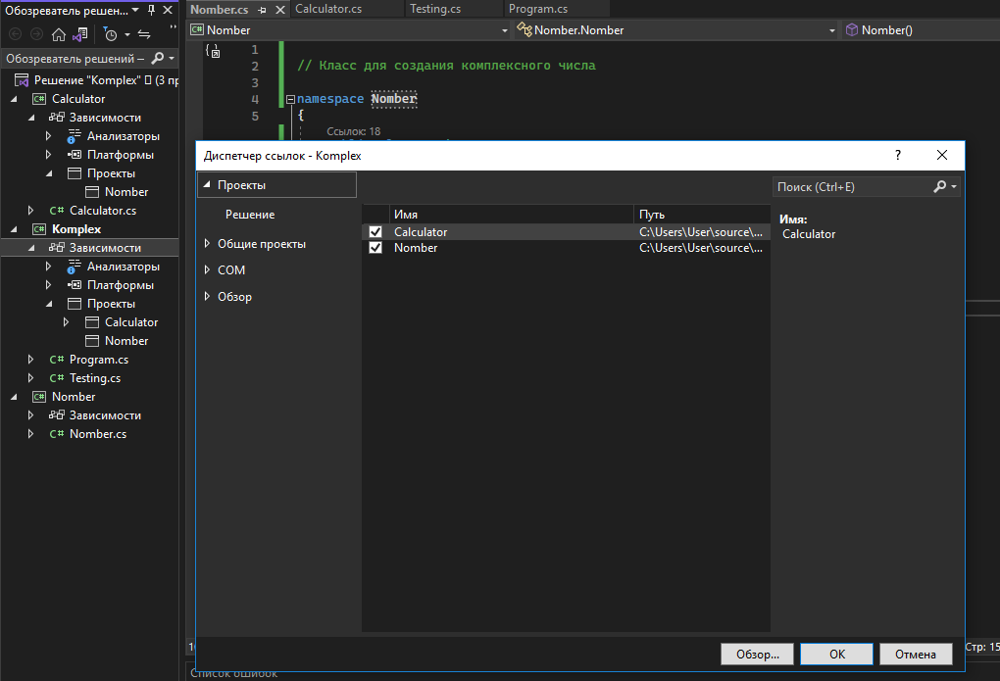 Обозреватель решен...
Обозреватель решений –
Решение "Komplex" (3 пр
Calculator
Зависимости
Анализаторы
Платформы
Проекты
Nomber
C# Calculator.cs
Komplex
Зависимости
Анализаторы
Платформы
Проекты
Calculator
Nomber
C# Program.cs
C# Testing.cs
Nomber
Зависимости
C# Nomber.cs
Nomber.cs
Calculator.cs
Testing.cs
Program.cs
C# Nomber
Nomber.Nomber
Nomber()
1
2 // Класс для создания комплексного числа
3
4 namespace Nomber
5 {
Ссылок: 18
Диспетчер ссылок - Komplex
?
Проекты
Решение
Общие проекты
COM
Обзор
Имя Путь
Calculator C:\Users\User\source\...
Nomber C:\Users\User\source\...
Поиск (Ctrl+E)
Имя:
Calculator
Обзор...
OK
Отмена
Стр: 15
Список ошибок